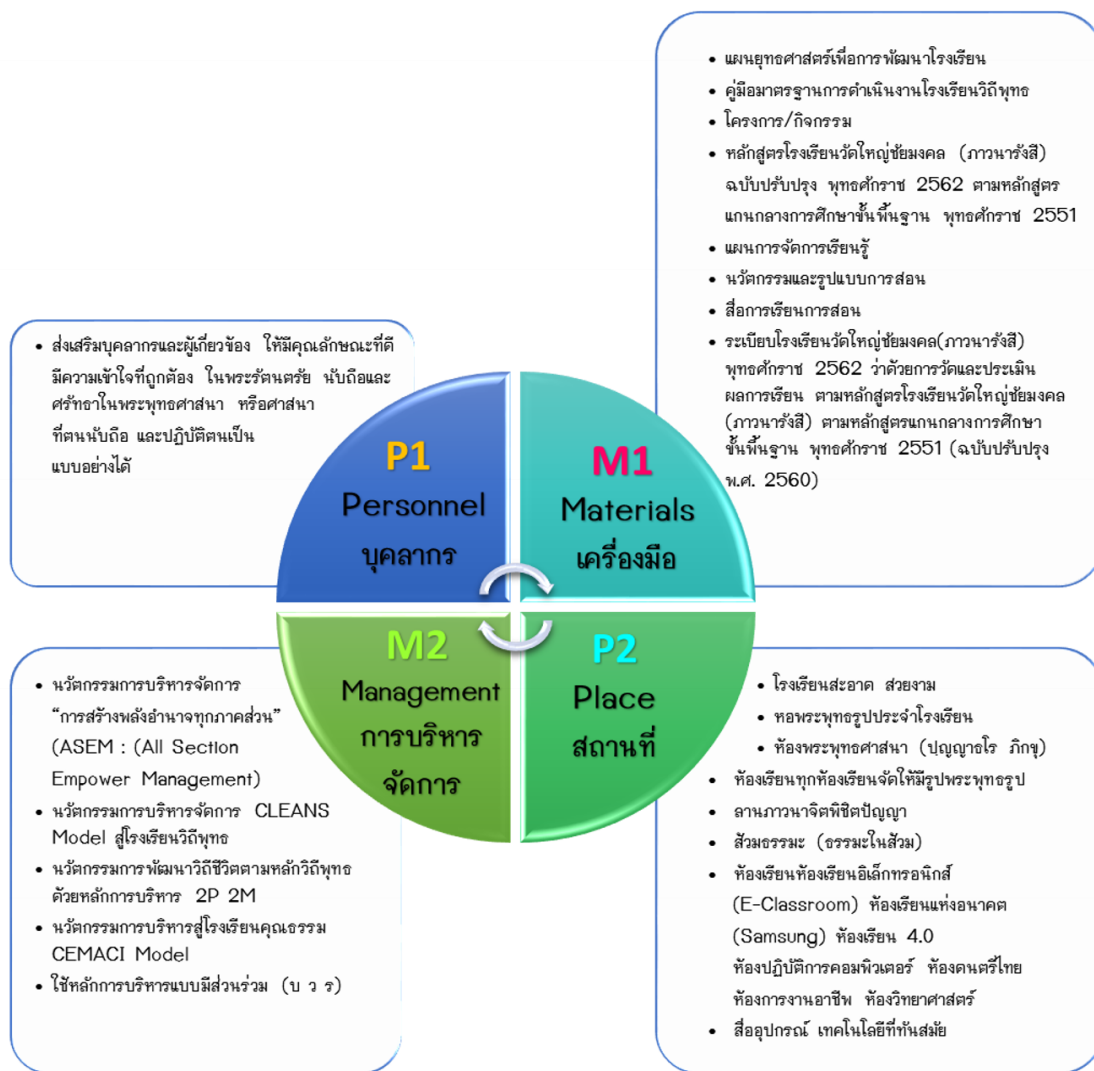 • แผนยุทธศาสตร์เพื่อการพัฒนาโรงเรียน
• คู่มือมาตรฐานการดำเนินงานโรงเรียนวิถีพุทธ
• โครงการ/กิจกรรม
• หลักสูตรโรงเรียนวัดใหญ่ชัยมงคล (ภาวนารังสี)
ฉบับปรับปรุง พุทธศักราช 2562 ตามหลักสูตร
แกนกลางการศึกษาขั้นพื้นฐาน พุทธศักราช 2551
• แผนการจัดการเรียนรู้
• นวัตกรรมและรูปแบบการสอน
• สื่อการเรียนการสอน
• ระเบียบโรงเรียนวัดใหญ่ชัยมงคล(ภาวนารังสี)
พุทธศักราช 2562 ว่าด้วยการวัดและประเมิน
ผลการเรียน ตามหลักสูตรโรงเรียนวัดใหญ่ชัยมงคล
(ภาวนารังสี) ตามหลักสูตรแกนกลางการศึกษา
ขั้นพื้นฐาน พุทธศักราช 2551 (ฉบับปรับปรุง
พ.ศ. 2560)
• ส่งเสริมบุคลากรและผู้เกี่ยวข้อง ให้มีคุณลักษณะที่ดี
มีความเข้าใจที่ถูกต้อง ในพระรัตนตรัย นับถือและ
ศรัทธาในพระพุทธศาสนา หรือศาสนา
ที่ตนนับถือ และปฏิบัติตนเป็น
แบบอย่างได้
P1
Personnel
บุคลากร
M1
Materials
เครื่องมือ
M2
Management
การบริหาร
จัดการ
P2
Place
สถานที่
• นวัตกรรมการบริหารจัดการ
“การสร้างพลังอำนาจทุกภาคส่วน”
(ASEM : (All Section
Empower Management)
• นวัตกรรมการบริหารจัดการ CLEANS
Model สู่โรงเรียนวิถีพุทธ
• นวัตกรรมการพัฒนาวิถีชีวิตตามหลักวิถีพุทธ
ด้วยหลักการบริหาร 2P 2M
• นวัตกรรมการบริหารสู่โรงเรียนคุณธรรม
CEMACI Model
• ใช้หลักการบริหารแบบมีส่วนร่วม (บ ว ร)
• โรงเรียนสะอาด สวยงาม
• หอพระพุทธรูปประจำโรงเรียน
• ห้องพระพุทธศาสนา (ปุญญาธโร ภิกขุ)
• ห้องเรียนทุกห้องเรียนจัดให้มีรูปพระพุทธรูป
• ลานภาวนาจิตพิชิตปัญญา
• ส้วมธรรมะ (ธรรมะในส้วม)
• ห้องเรียนห้องเรียนอิเล็กทรอนิกส์
(E-Classroom) ห้องเรียนแห่งอนาคต
(Samsung) ห้องเรียน 4.0
ห้องปฏิบัติการคอมพิวเตอร์ ห้องดนตรีไทย
ห้องการงานอาชีพ ห้องวิทยาศาสตร์
• สื่ออุปกรณ์ เทคโนโลยีที่ทันสมัย